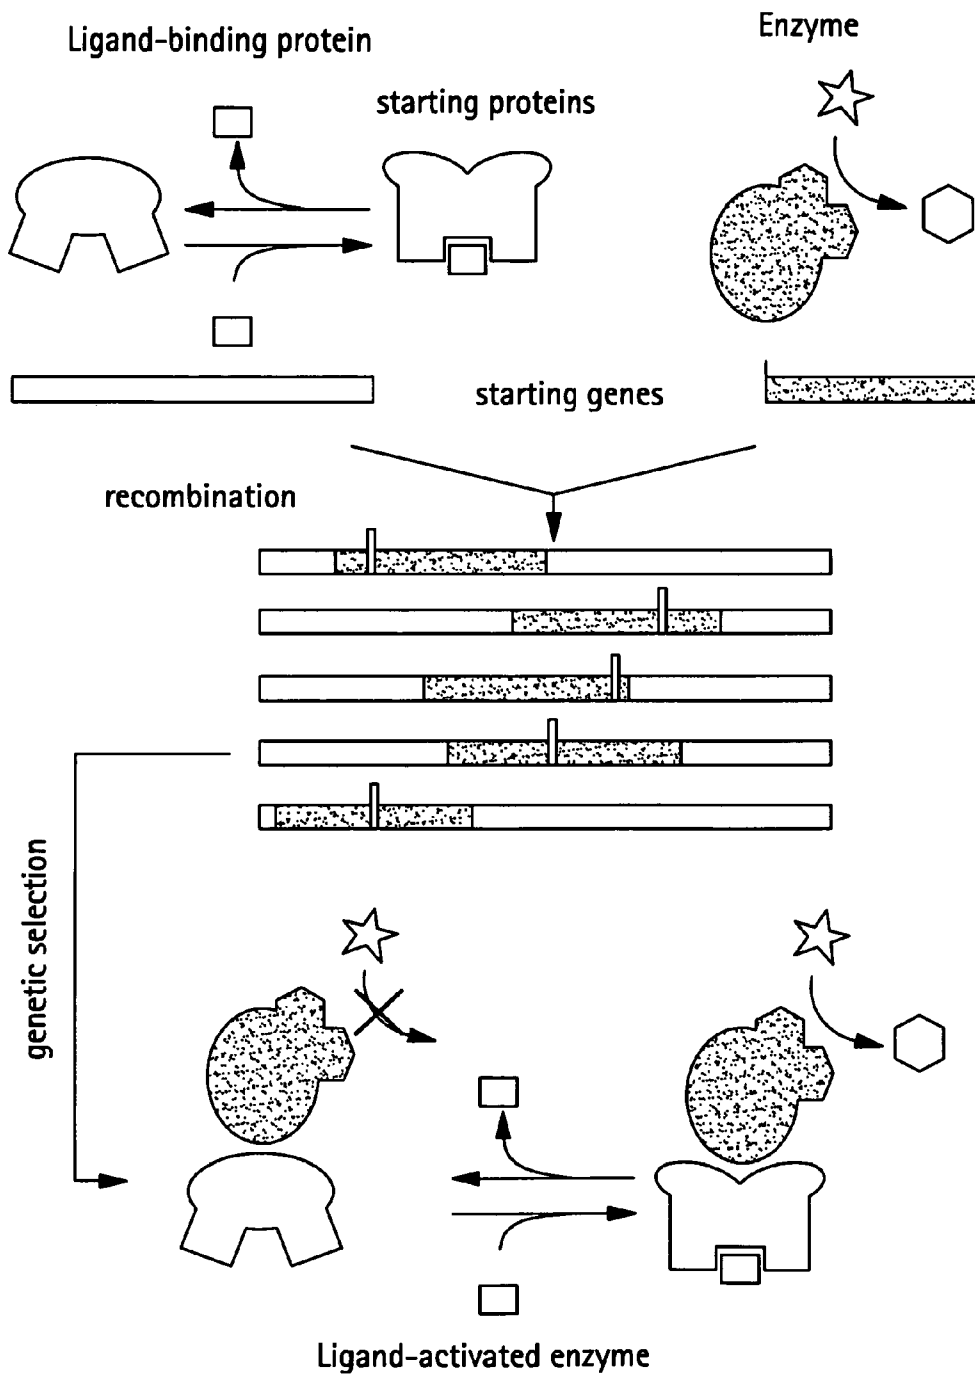 Ligand-binding protein
Enzyme
starting proteins
starting genes
recombination
genetic selection
Ligand-activated enzyme